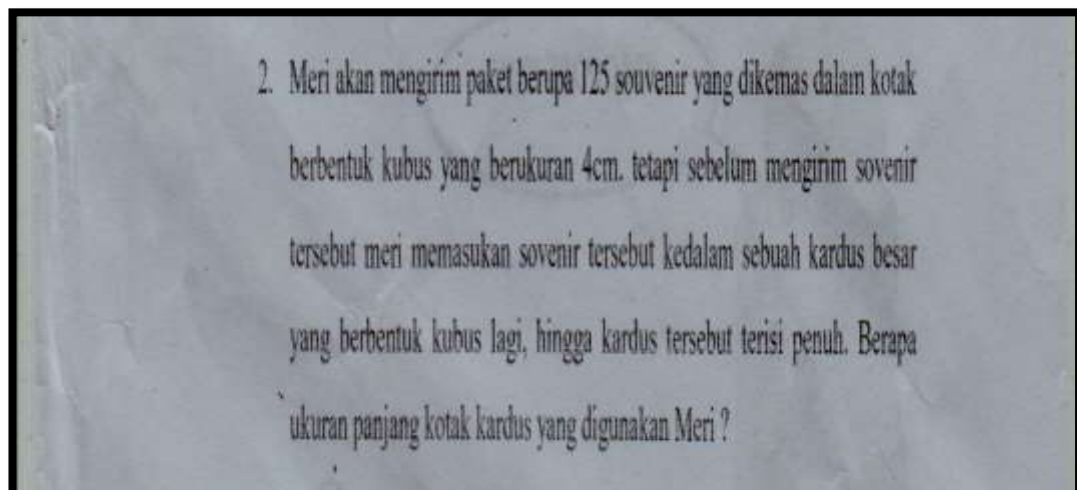 2. Meri akan mengirim paket berupa 125 souvenir yang dikemas dalam kotak
berbentuk kubus yang berukuran 4cm. tetapi sebelum mengirim sovenir
tersebut meri memasukan sovenir tersebut kedalam sebuah kardus besar
yang berbentuk kubus lagi, hingga kardus tersebut terisi penuh. Berapa
ukuran panjang kotak kardus yang digunakan Meri ?